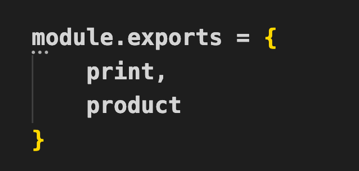 module.exports = {
    print,
    product
}